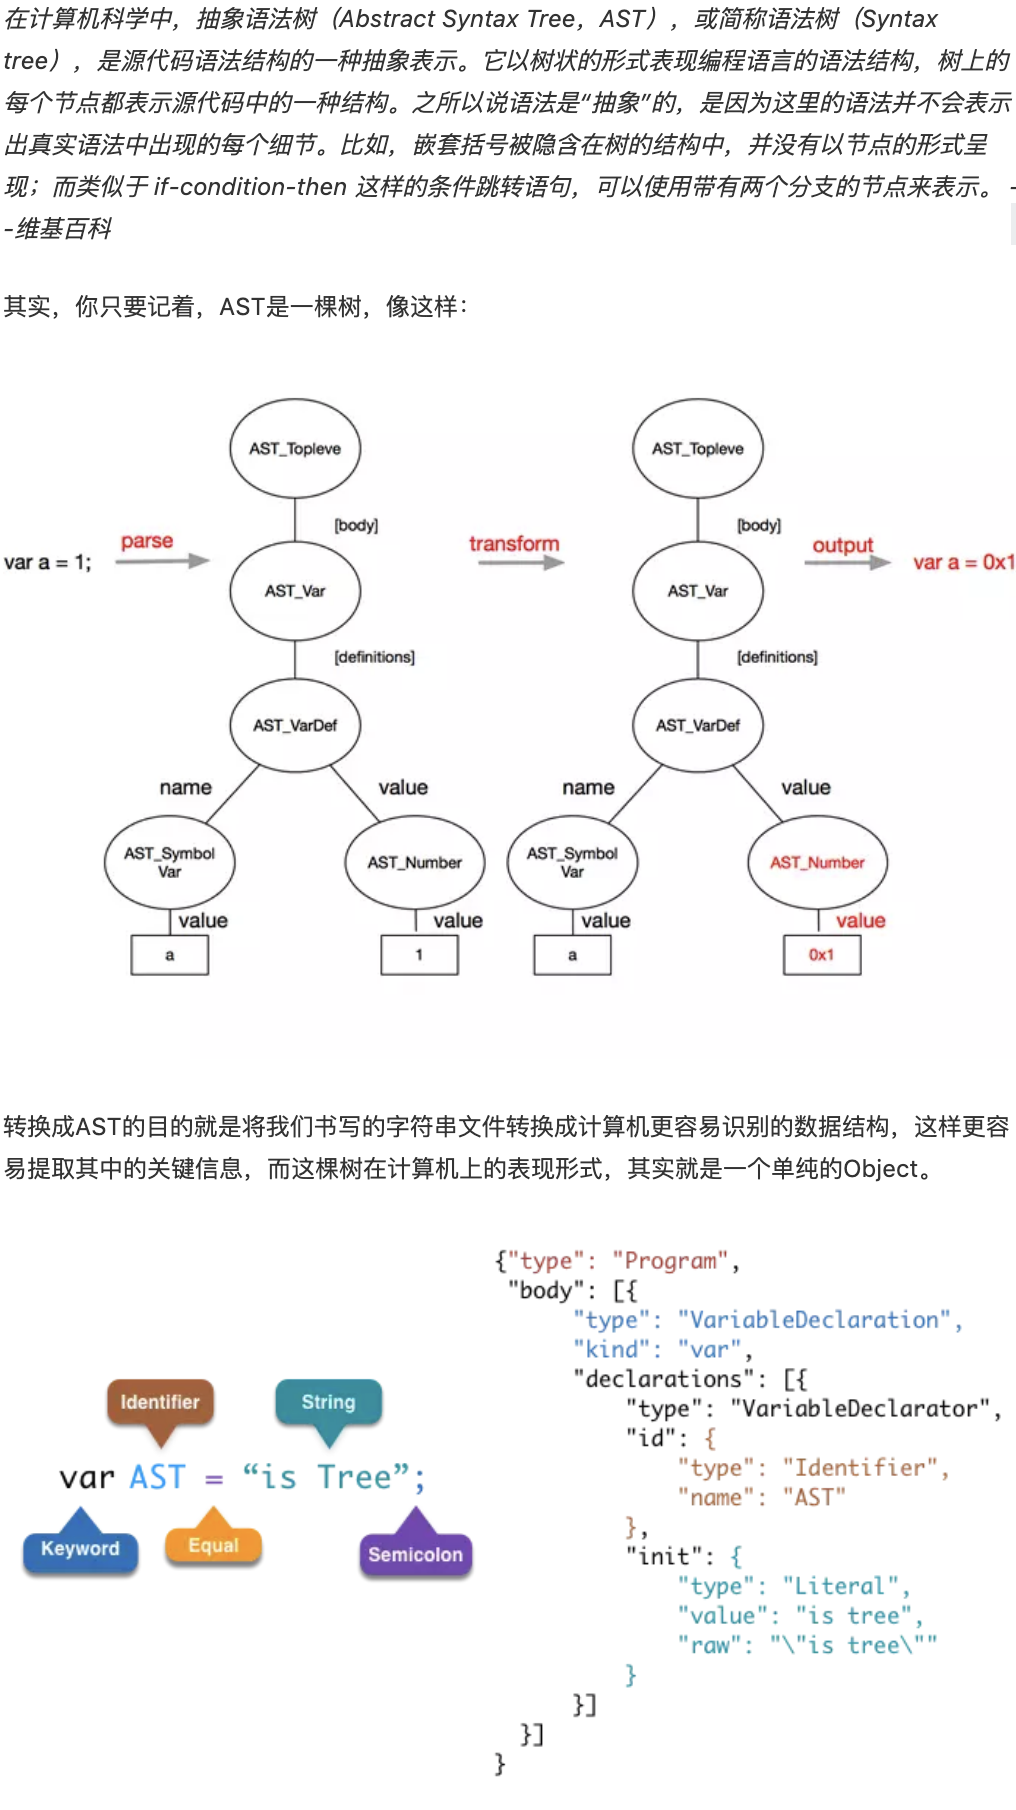 在计算机科学中，抽象语法树（Abstract Syntax Tree，AST），或简称语法树（Syntax
tree），是源代码语法结构的一种抽象表示。它以树状的形式表现编程语言的语法结构，树上的
每个节点都表示源代码中的一种结构。之所以说语法是“抽象”的，是因为这里的语法并不会表示
出真实语法中出现的每个细节。比如，嵌套括号被隐含在树的结构中，并没有以节点的形式呈
现；而类似于 if-condition-then 这样的条件跳转语句，可以使用带有两个分支的节点来表示。 -
-维基百科
其实，你只要记着，AST是一棵树，像这样：
var a = 1;
parse
AST_Topleve
[body]
AST_Var
[definitions]
AST_VarDef
name
value
AST_Symbol
Var
AST_Number
value
value
a
1
transform
AST_Topleve
[body]
AST_Var
[definitions]
AST_VarDef
name
value
AST_Symbol
Var
AST_Number
value
value
a
0x1
output
var a = 0x1
转换成AST的目的就是将我们书写的字符串文件转换成计算机更容易识别的数据结构，这样更容
易提取其中的关键信息，而这棵树在计算机上的表现形式，其实就是一个单纯的Object。
Identifier
String
var AST = “is Tree”;
Keyword
Equal
Semicolon
{"type": "Program",
"body": [{
"type": "VariableDeclaration",
"kind": "var",
"declarations": [{
"type": "VariableDeclarator",
"id": {
"type": "Identifier",
"name": "AST"
},
"init": {
"type": "Literal",
"value": "is tree",
"raw": "\"is tree\""
}
}]
}]
}